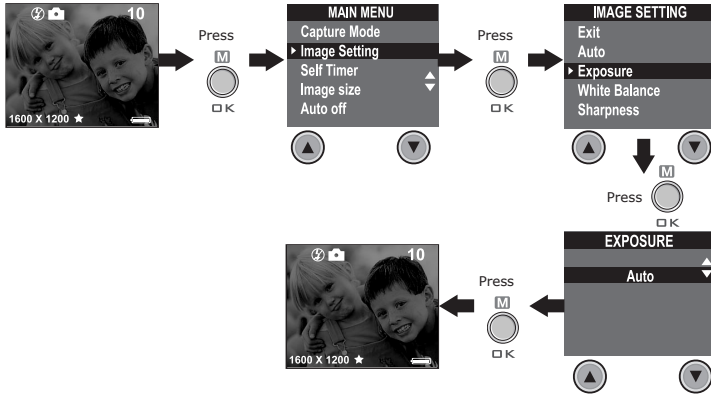 10
1600 X 1200
Press
M
OK
MAIN MENU
Capture Mode
Image Setting
Self Timer
Image size
Auto off
Press
M
OK
IMAGE SETTING
Exit
Auto
Exposure
White Balance
Sharpness
Press
M
OK
EXPOSURE
Auto
Press
M
OK
10
1600 X 1200